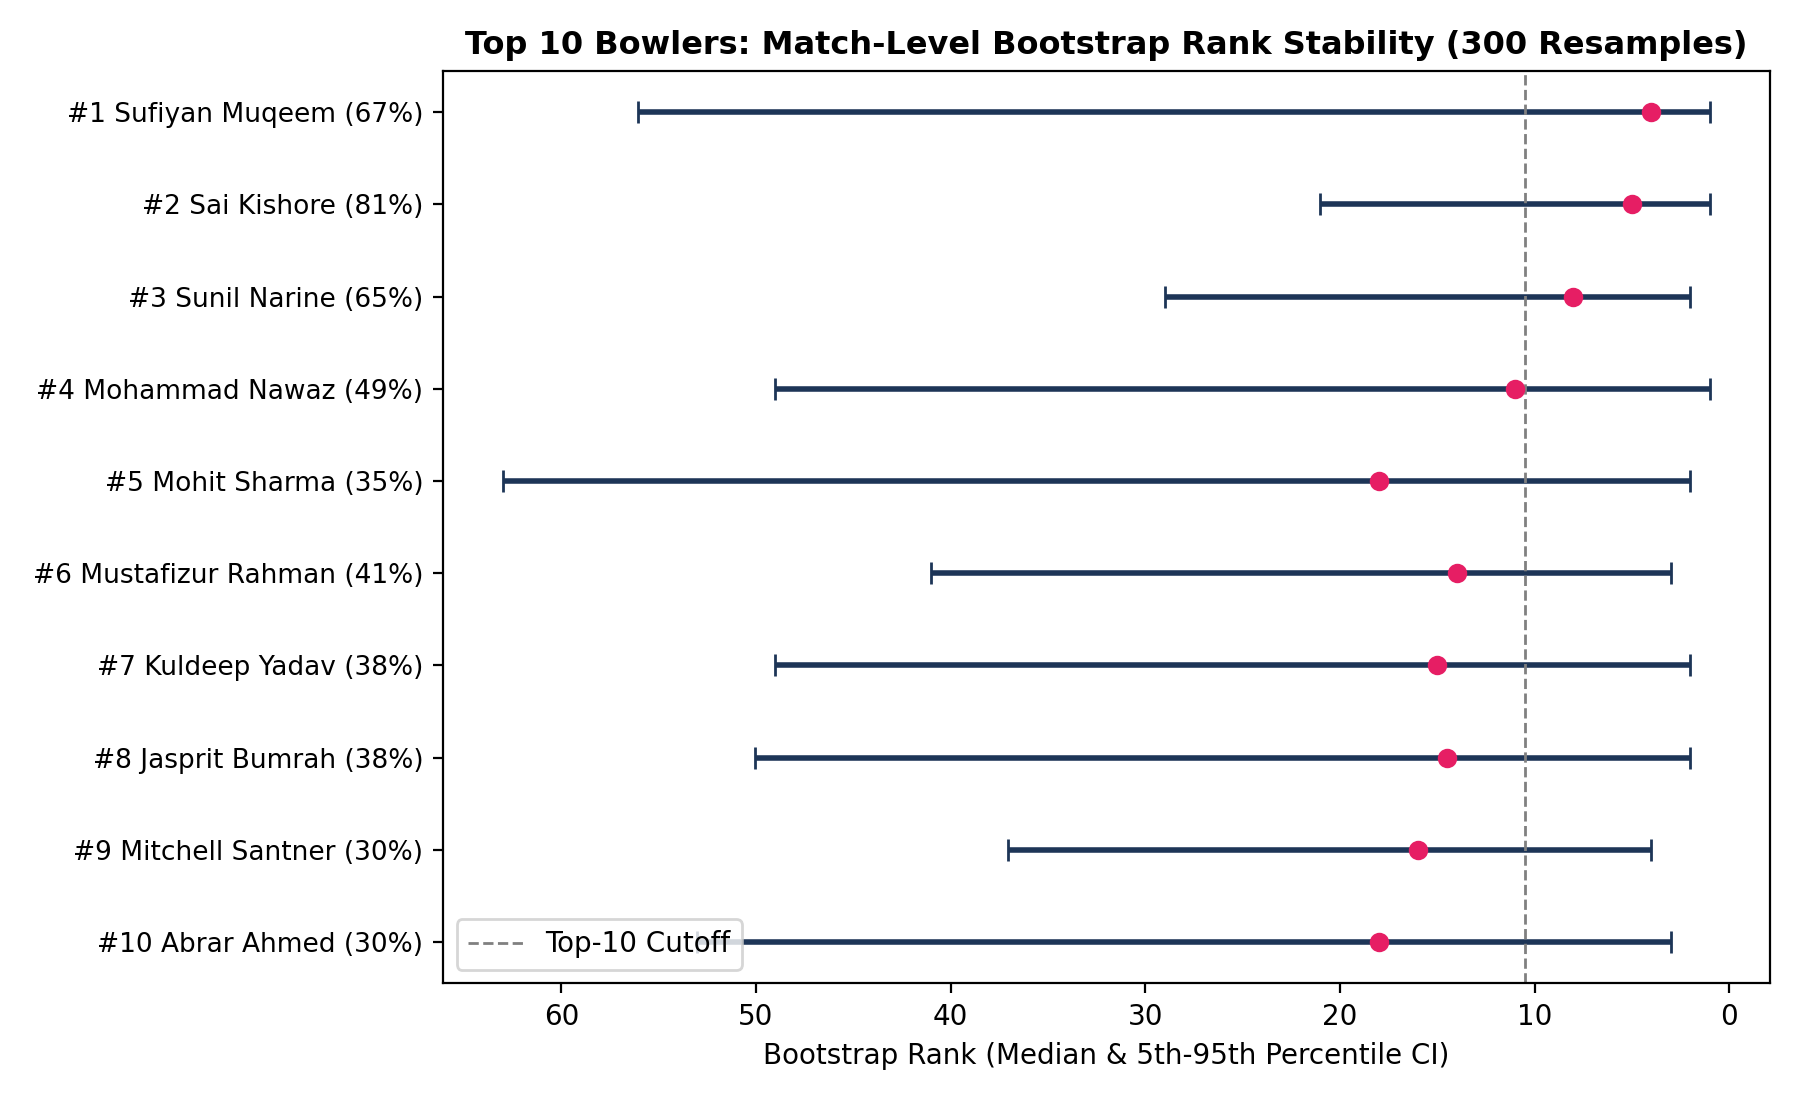 Top 10 Bowlers: Match-Level Bootstrap Rank Stability (300 Resamples)
#1 Sufiyan Muqeem (67%)
#2 Sai Kishore (81%)
#3 Sunil Narine (65%)
#4 Mohammad Nawaz (49%)
#5 Mohit Sharma (35%)
#6 Mustafizur Rahman (41%)
#7 Kuldeep Yadav (38%)
#8 Jasprit Bumrah (38%)
#9 Mitchell Santner (30%)
#10 Abrar Ahmed (30%)
Top-10 Cutoff
60 50 40 30 20 10 0
Bootstrap Rank (Median & 5th-95th Percentile CI)